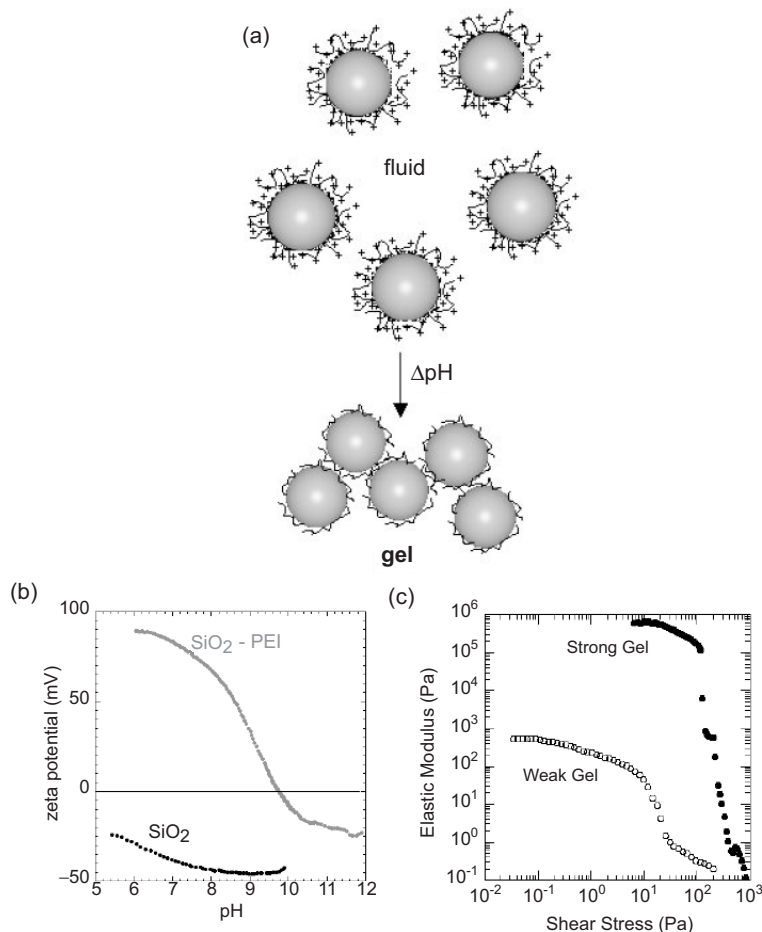 (a)
fluid
ΔpH
gel
(b)
100
50
0
–50
5 6 7 8 9 10 11 12
zeta potential (mV)
pH
SiO2 - PEI
SiO2
(c)
10^6
10^5
10^4
10^3
10^2
10^1
10^0
10^-1
10^-2 10^-1 10^0 10^1 10^2 10^3
Elastic Modulus (Pa)
Shear Stress (Pa)
Strong Gel
Weak Gel